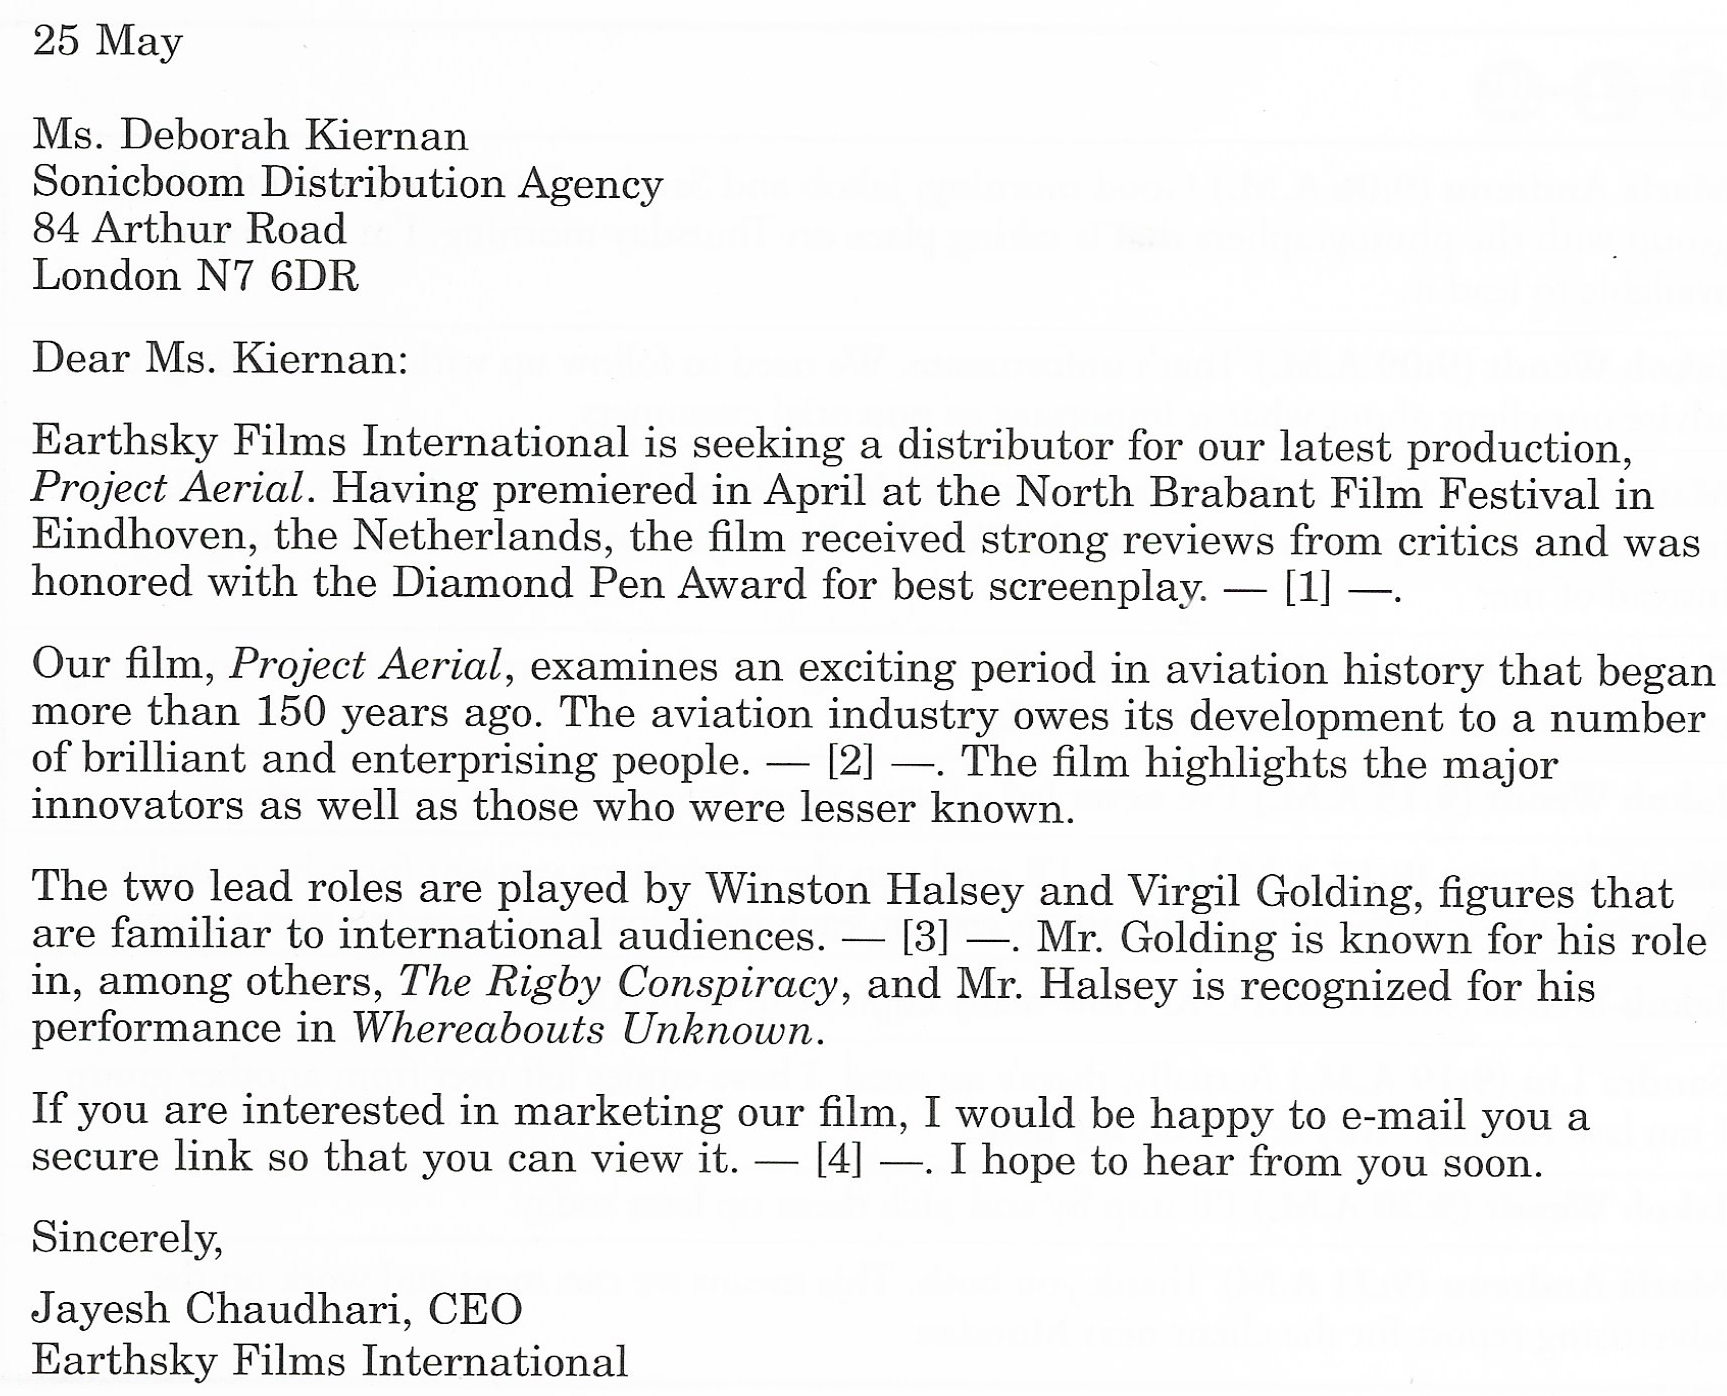 25 May
Ms. Deborah Kiernan
Sonicboom Distribution Agency
84 Arthur Road
London N7 6DR
Dear Ms. Kiernan:
Earthsky Films International is seeking a distributor for our latest production,
Project Aerial. Having premiered in April at the North Brabant Film Festival in
Eindhoven, the Netherlands, the film received strong reviews from critics and was
honored with the Diamond Pen Award for best screenplay. — [1] —.
Our film, Project Aerial, examines an exciting period in aviation history that began
more than 150 years ago. The aviation industry owes its development to a number
of brilliant and enterprising people. — [2] —. The film highlights the major
innovators as well as those who were lesser known.
The two lead roles are played by Winston Halsey and Virgil Golding, figures that
are familiar to international audiences. — [3] —. Mr. Golding is known for his role
in, among others, The Rigby Conspiracy, and Mr. Halsey is recognized for his
performance in Whereabouts Unknown.
If you are interested in marketing our film, I would be happy to e-mail you a
secure link so that you can view it. — [4] —. I hope to hear from you soon.
Sincerely,
Jayesh Chaudhari, CEO
Earthsky Films International